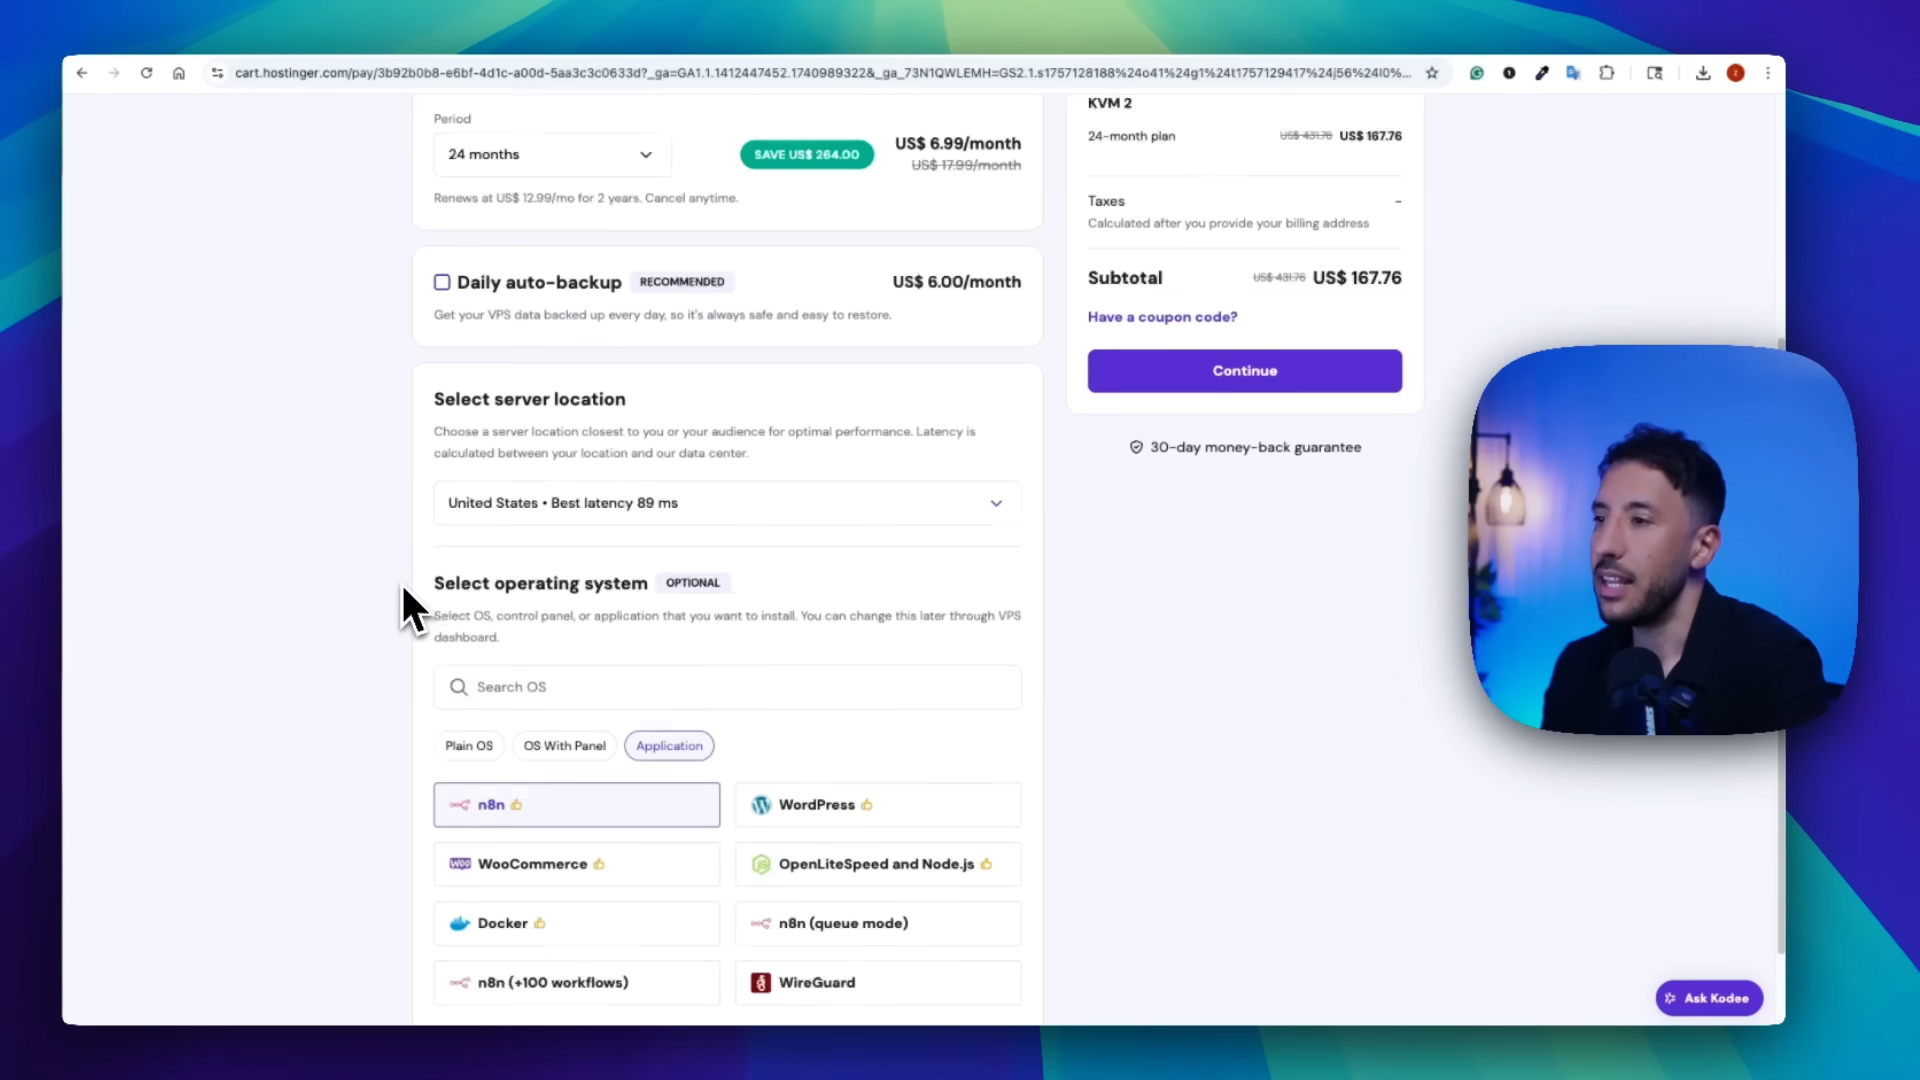 cart.hostinger.com/pay/3b92b0b8-e6bf-4d1c-a00d-5aa3c3c0633d?_ga=GA1.1.1412447452.1740989322&_ga_73N1QWLEMH=GS2.1.s1757128188%24o41%24g1%24t1757129417%24j56%24l0%...
Period
24 months
SAVE US$ 264.00
US$ 6.99/month
US$ 17.99/month
Renews at US$ 12.99/mo for 2 years. Cancel anytime.
Daily auto-backup RECOMMENDED US$ 6.00/month
Get your VPS data backed up every day, so it's always safe and easy to restore.
Select server location
Choose a server location closest to you or your audience for optimal performance. Latency is
calculated between your location and our data center.
United States • Best latency 89 ms
Select operating system OPTIONAL
Select OS, control panel, or application that you want to install. You can change this later through VPS
dashboard.
Search OS
Plain OS OS With Panel Application
n8n WordPress
WooCommerce OpenLiteSpeed and Node.js
Docker n8n (queue mode)
n8n (+100 workflows) WireGuard
KVM 2
24-month plan US$ 431.76 US$ 167.76
Taxes -
Calculated after you provide your billing address
Subtotal US$ 431.76 US$ 167.76
Have a coupon code?
Continue
30-day money-back guarantee
Ask Kodee